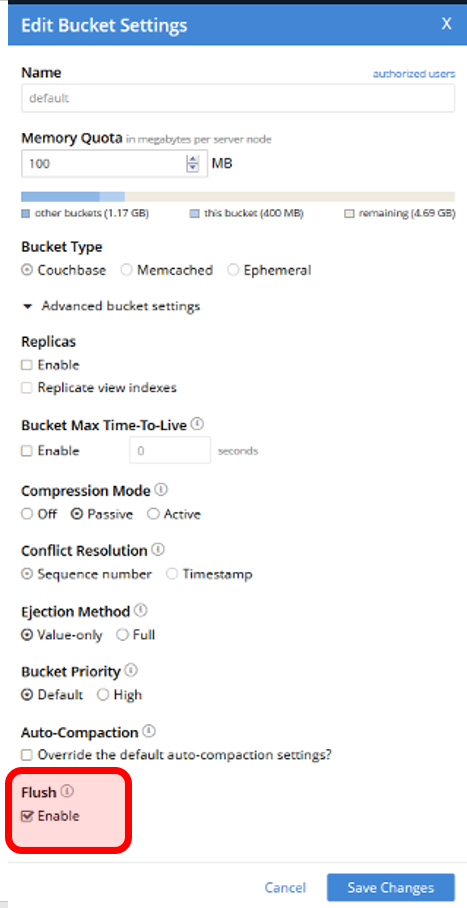 Edit Bucket Settings X
Name authorized users
default
Memory Quota in megabytes per server node
100 MB
other buckets (1.17 GB) this bucket (400 MB) remaining (4.69 GB)
Bucket Type
Couchbase Memcached Ephemeral
Advanced bucket settings
Replicas
Enable
Replicate view indexes
Bucket Max Time-To-Live
Enable 0 seconds
Compression Mode
Off Passive Active
Conflict Resolution
Sequence number Timestamp
Ejection Method
Value-only Full
Bucket Priority
Default High
Auto-Compaction
Override the default auto-compaction settings?
Flush
Enable
Cancel Save Changes